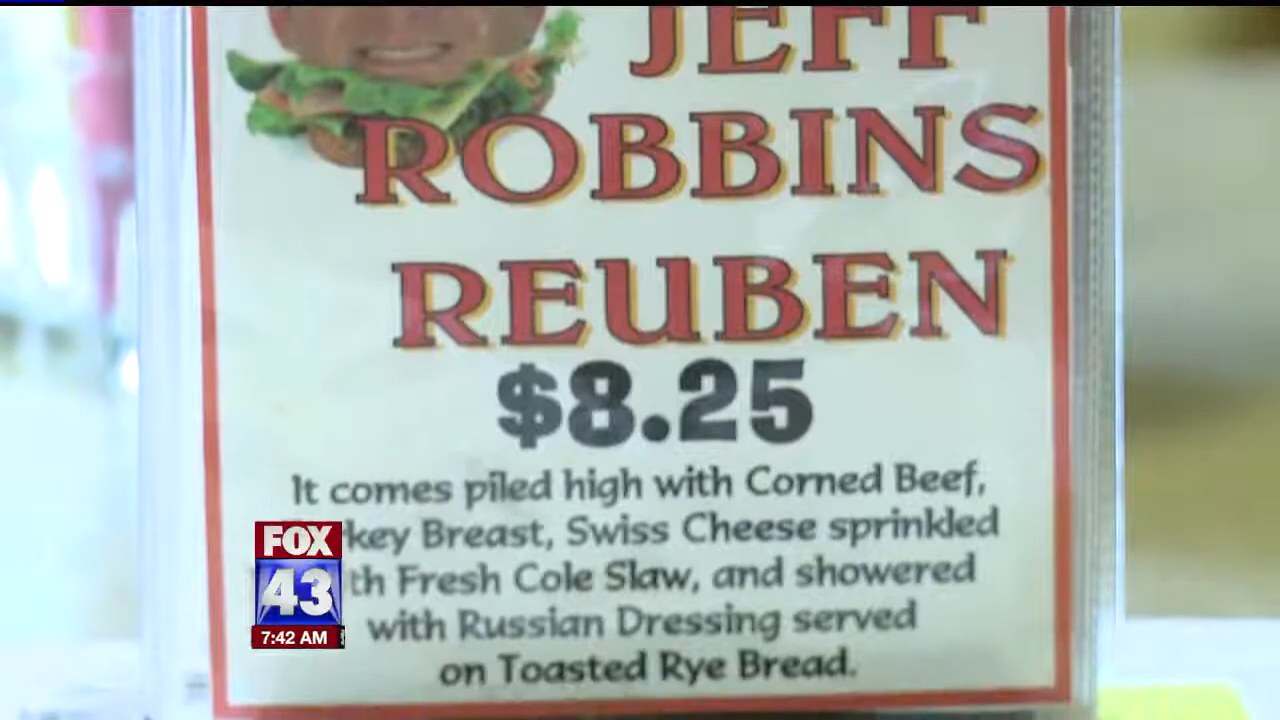 JEFF
ROBBINS
REUBEN
$8.25
It comes piled high with Corned Beef,
key Breast, Swiss Cheese sprinkled
th Fresh Cole Slaw, and showered
with Russian Dressing served
on Toasted Rye Bread.
FOX
43
7:42 AM